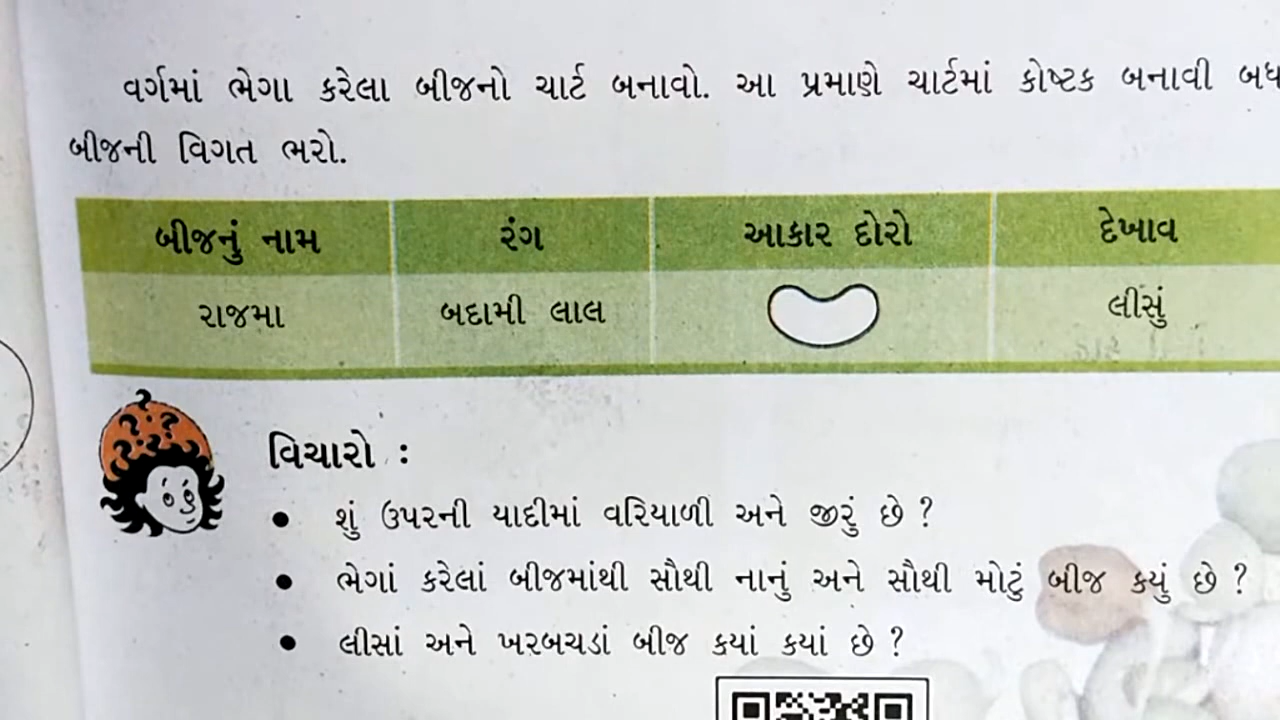 વર્ગમાં ભેગા કરેલા બીજનો ચાર્ટ બનાવો. આ પ્રમાણે ચાર્ટમાં કોષ્ટક બનાવી
બીજની વિગત ભરો.
બીજનું નામ રંગ આકાર દોરો દેખાવ
રાજમા બદામી લાલ લીસું
વિચારો :
• શું ઉપરની યાદીમાં વરિયાળી અને જીરું છે ?
• ભેગાં કરેલાં બીજમાંથી સૌથી નાનું અને સૌથી મોટું બીજ કયું છે ?
• લીસાં અને ખરબચડાં બીજ કયાં કયાં છે ?